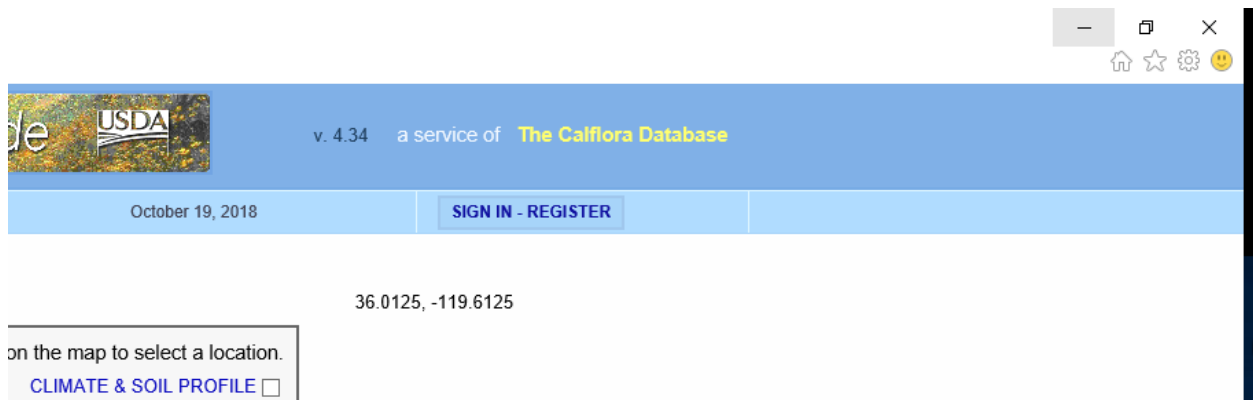 de
USDA
v. 4.34 a service of The Calflora Database
October 19, 2018
SIGN IN - REGISTER
36.0125, -119.6125
on the map to select a location.
CLIMATE & SOIL PROFILE